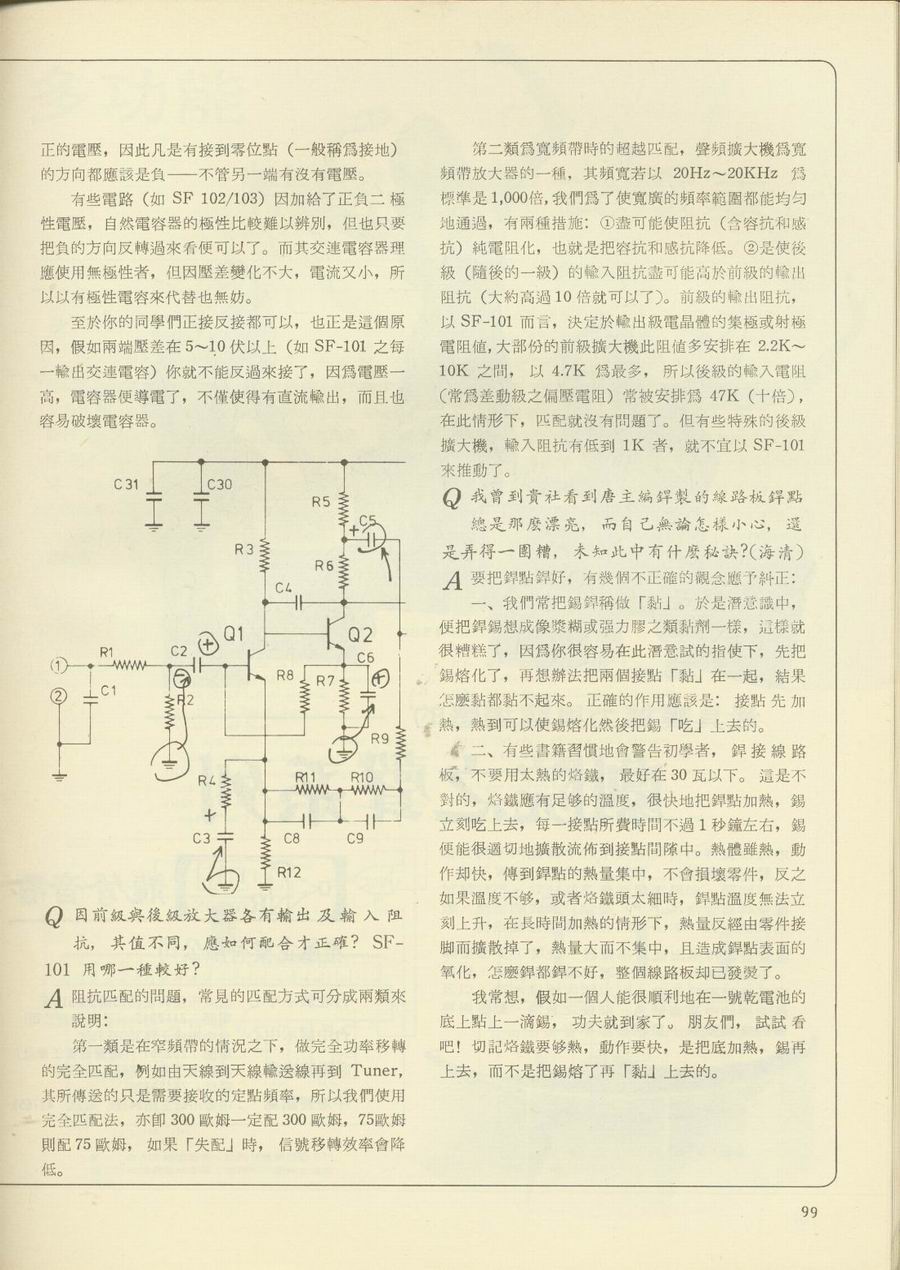 正的電壓，因此凡是有接到零位點（一般稱爲接地）
的方向都應該是負——不管另一端有沒有電壓。
有些電路（如 SF 102/103）因加給了正負二極
性電壓，自然電容器的極性比較難以辨別，但也只要
把負的方向反轉過來看便可以了。而其交連電容器理
應使用無極性者，但因壓差變化不大，電流又小，所
以以有極性電容來代替也無妨。
至於你的同學們正接反接都可以，也正是這個原
因，假如兩端壓差在5～10伏以上（如 SF-101 之每
一輸出交連電容）你就不能反過來接了，因爲電壓一
高，電容器便導電了，不僅使得有直流輸出，而且也
容易破壞電容器。
C31
C30
R5
C5
+
R3
R6
C4
Q1
Q2
+
R1
C2
C6
+
1
2
C1
−
R2
R8
R7
R9
R4
R11
R10
+
C3
C8
C9
R12
Q 因前級與後級放大器各有輸出及輸入阻
抗，其值不同，應如何配合才正確？ SF-
101 用哪一種較好？
A 阻抗匹配的問題，常見的匹配方式可分成兩類來
說明：
第一類是在窄頻帶的情況之下，做完全功率移轉
的完全匹配，例如由天線到天線輸送線再到 Tuner,
其所傳送的只是需要接收的定點頻率，所以我們使用
完全匹配法，亦卽300歐姆一定配300歐姆，75歐姆
則配75歐姆，如果「失配」時，信號移轉效率會降
低。
第二類爲寬頻帶時的超越匹配，聲頻擴大機爲寬
頻帶放大器的一種，其頻寬若以 20Hz～20KHz 爲
標準是1,000倍，我們爲了使寬廣的頻率範圍都能均勻
地通過，有兩種措施：①盡可能使阻抗（含容抗和感
抗）純電阻化，也就是把容抗和感抗降低。②是使後
級（隨後的一級）的輸入阻抗盡可能高於前級的輸出
阻抗（大約高過10倍就可以了）。前級的輸出阻抗，
以 SF-101 而言，決定於輸出級電晶體的集極或射極
電阻值，大部份的前級擴大機此阻值多安排在 2.2K～
10K 之間，以 4.7K 爲最多，所以後級的輸入電阻
（常爲差動級之偏壓電阻）常被安排爲 47K（十倍），
在此情形下，匹配就沒有問題了。但有些特殊的後級
擴大機，輸入阻抗有低到 1K 者，就不宜以 SF-101
來推動了。
Q 我曾到貴社看到唐主編銲製的線路板銲點
總是那麼漂亮，而自己無論怎樣小心，還
是弄得一團糟，未知此中有什麼秘訣？（海清）
A 要把銲點銲好，有幾個不正確的觀念應予糾正：
一、我們常把錫銲稱做「黏」。於是潛意識中，
便把銲錫想成像漿糊或强力膠之類黏劑一樣，這樣就
很糟糕了，因爲你很容易在此潛意試的指使下，先把
錫熔化了，再想辦法把兩個接點「黏」在一起，結果
怎麼黏都黏不起來。正確的作用應該是：接點先加
熱，熱到可以使錫熔化然後把錫「吃」上去的。
二、有些書籍習慣地會警告初學者，銲接線路
板，不要用太熱的烙鐵，最好在30瓦以下。這是不
對的，烙鐵應有足够的溫度，很快地把銲點加熱，錫
立刻吃上去，每一接點所費時間不過1秒鐘左右，錫
便能很適切地擴散流佈到接點間隙中。熱體雖熱，動
作却快，傳到銲點的熱量集中，不會損壞零件，反之
如果溫度不够，或者烙鐵頭太細時，銲點溫度無法立
刻上升，在長時間加熱的情形下，熱量反經由零件接
脚而擴散掉了，熱量大而不集中，且造成銲點表面的
氧化，怎麼銲都銲不好，整個線路板却已發燙了。
我常想，假如一個人能很順利地在一號乾電池的
底上點上一滴錫，功夫就到家了。朋友們，試試看
吧！切記烙鐵要够熱，動作要快，是把底加熱，錫再
上去，而不是把錫熔了再「黏」上去的。
99